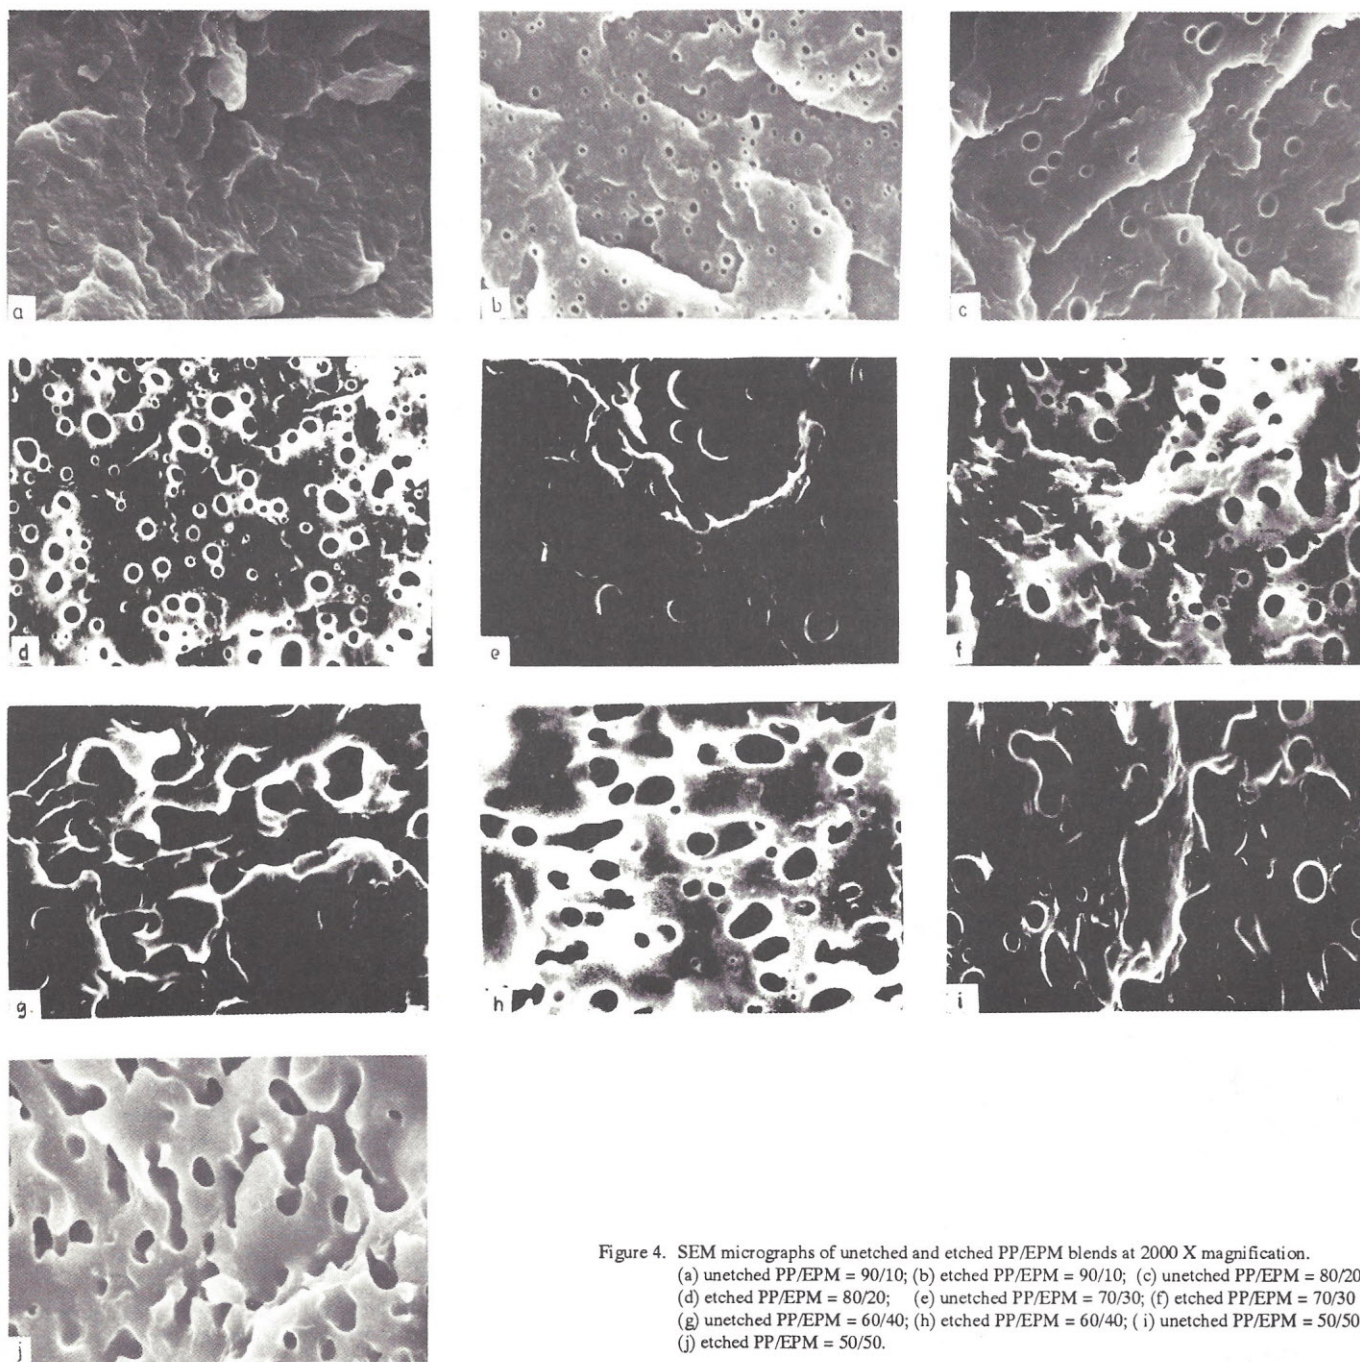 a
b
c
d
e
f
g
h
i
j
Figure 4. SEM micrographs of unetched and etched PP/EPM blends at 2000 X magnification.
(a) unetched PP/EPM = 90/10; (b) etched PP/EPM = 90/10; (c) unetched PP/EPM = 80/20
(d) etched PP/EPM = 80/20; (e) unetched PP/EPM = 70/30; (f) etched PP/EPM = 70/30
(g) unetched PP/EPM = 60/40; (h) etched PP/EPM = 60/40; ( i) unetched PP/EPM = 50/50
(j) etched PP/EPM = 50/50.